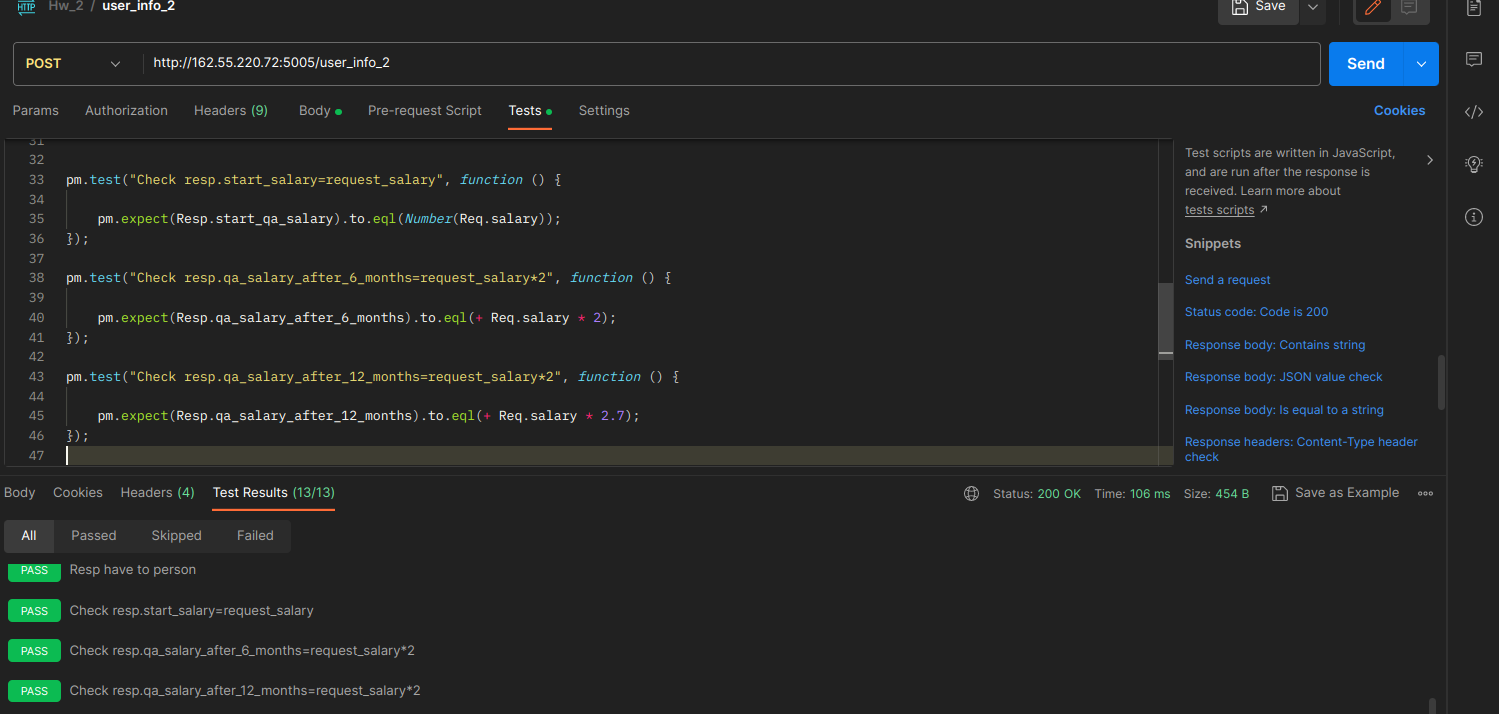 HTTP Hw_2 / user_info_2 Save
POST http://162.55.220.72:5005/user_info_2 Send
Params Authorization Headers (9) Body Pre-request Script Tests Settings Cookies
31
32
33 pm.test("Check resp.start_salary=request_salary", function () {
34
35 pm.expect(Resp.start_qa_salary).to.eql(Number(Req.salary));
36 });
37
38 pm.test("Check resp.qa_salary_after_6_months=request_salary*2", function () {
39
40 pm.expect(Resp.qa_salary_after_6_months).to.eql(+ Req.salary * 2);
41 });
42
43 pm.test("Check resp.qa_salary_after_12_months=request_salary*2", function () {
44
45 pm.expect(Resp.qa_salary_after_12_months).to.eql(+ Req.salary * 2.7);
46 });
47
Test scripts are written in JavaScript,
and are run after the response is
received. Learn more about
tests scripts
Snippets
Send a request
Status code: Code is 200
Response body: Contains string
Response body: JSON value check
Response body: Is equal to a string
Response headers: Content-Type header
check
Body Cookies Headers (4) Test Results (13/13) Status: 200 OK Time: 106 ms Size: 454 B Save as Example
All Passed Skipped Failed
PASS Resp have to person
PASS Check resp.start_salary=request_salary
PASS Check resp.qa_salary_after_6_months=request_salary*2
PASS Check resp.qa_salary_after_12_months=request_salary*2